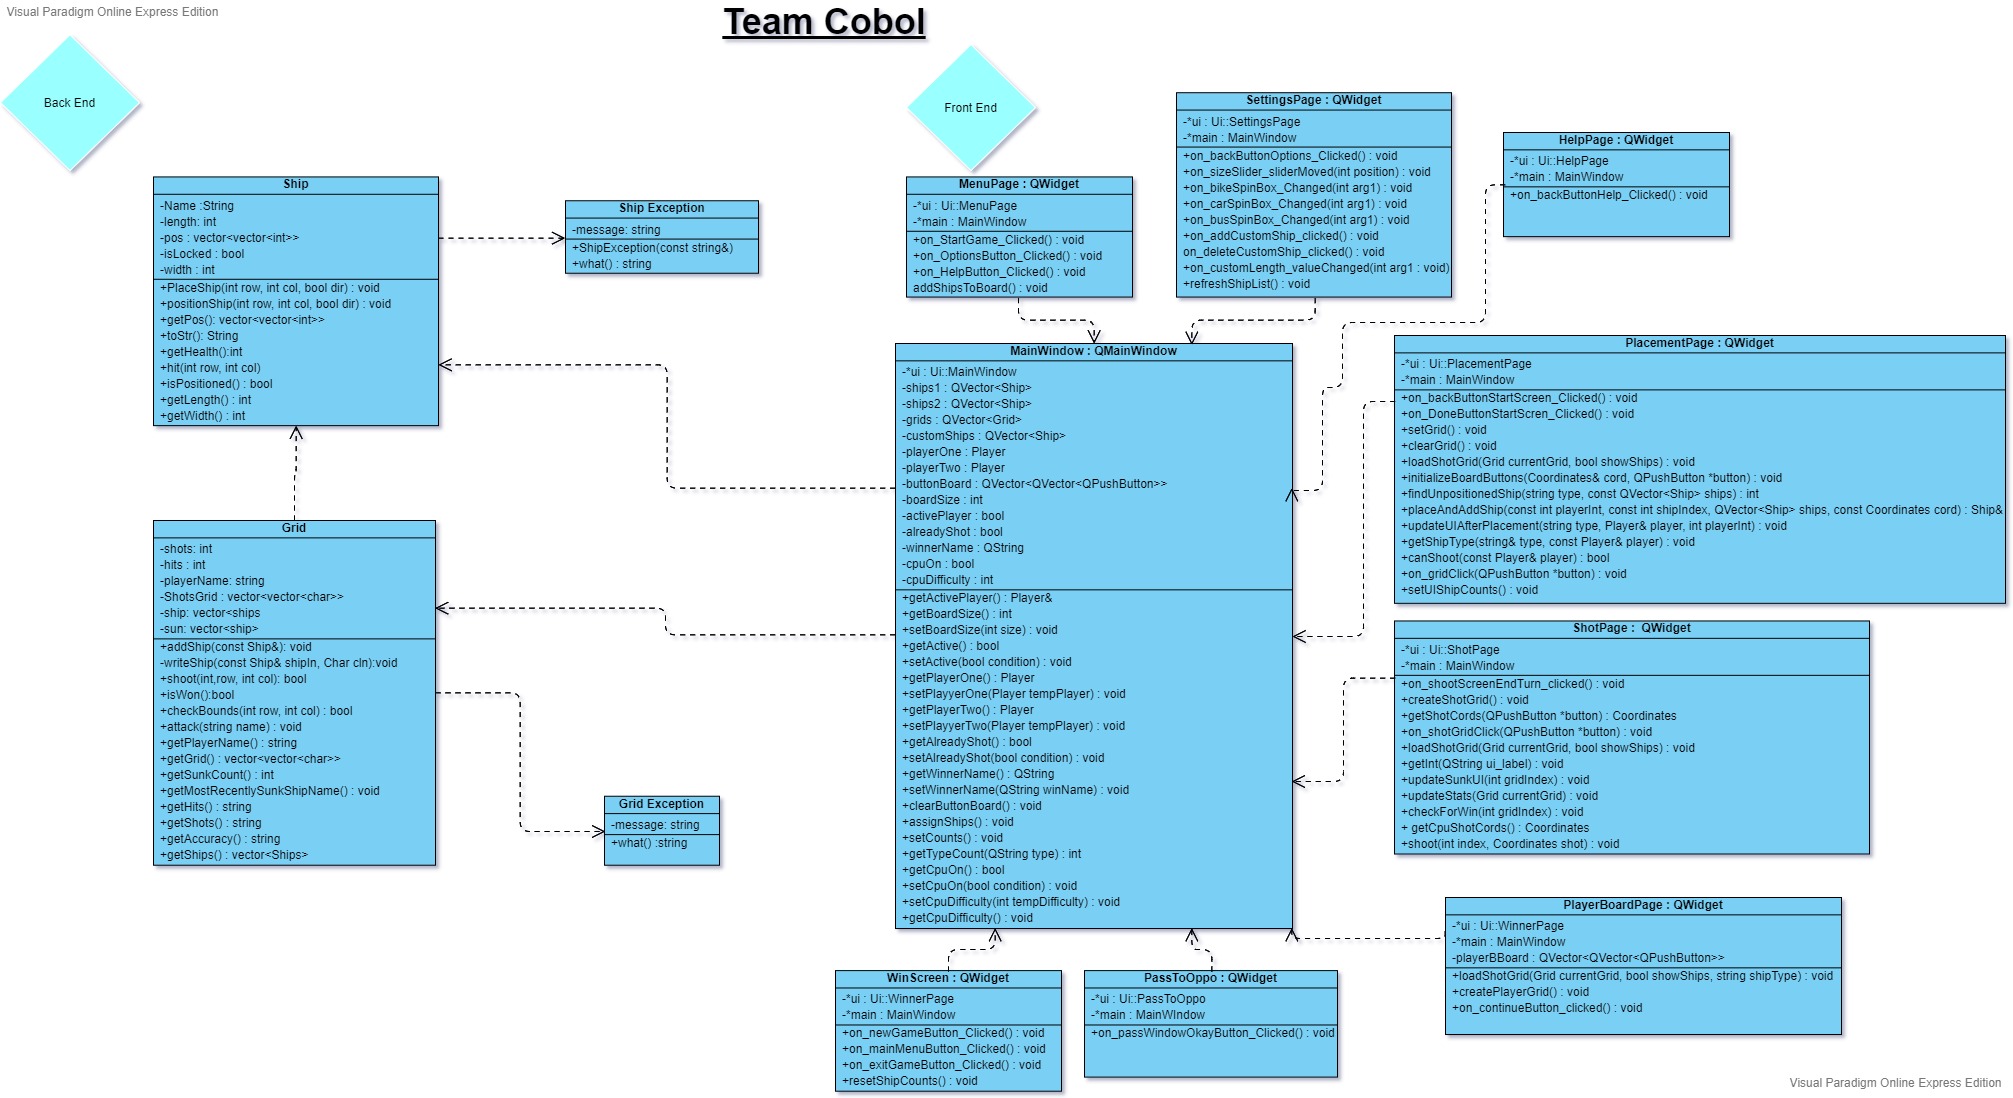 Visual Paradigm Online Express Edition
Team Cobol
Back End
Front End
Ship
-Name :String
-length: int
-pos : vector<vector<int>>
-isLocked : bool
-width : int
+PlaceShip(int row, int col, bool dir) : void
+positionShip(int row, int col, bool dir) : void
+getPos(): vector<vector<int>>
+toStr(): String
+getHealth():int
+hit(int row, int col)
+isPositioned() : bool
+getLength() : int
+getWidth() : int
Ship Exception
-message: string
+ShipException(const string&)
+what() : string
Grid
-shots: int
-hits : int
-playerName: string
-ShotsGrid : vector<vector<char>>
-ship: vector<ships
-sun: vector<ship>
+addShip(const Ship&): void
-writeShip(const Ship& shipIn, Char cIn):void
+shoot(int,row, int col): bool
+isWon():bool
+checkBounds(int row, int col) : bool
+attack(string name) : void
+getPlayerName() : string
+getGrid() : vector<vector<char>>
+getSunkCount() : int
+getMostRecentlySunkShipName() : void
+getHits() : string
+getShots() : string
+getAccuracy() : string
+getShips() : vector<Ships>
Grid Exception
-message: string
+what() :string
MenuPage : QWidget
-*ui : Ui::MenuPage
-*main : MainWindow
+on_StartGame_Clicked() : void
+on_OptionsButton_Clicked() : void
+on_HelpButton_Clicked() : void
addShipsToBoard() : void
SettingsPage : QWidget
-*ui : Ui::SettingsPage
-*main : MainWindow
+on_backButtonOptions_Clicked() : void
+on_sizeSlider_sliderMoved(int position) : void
+on_bikeSpinBox_Changed(int arg1) : void
+on_carSpinBox_Changed(int arg1) : void
+on_busSpinBox_Changed(int arg1) : void
+on_addCustomShip_clicked() : void
on_deleteCustomShip_clicked() : void
+on_customLength_valueChanged(int arg1 : void)
+refreshShipList() : void
HelpPage : QWidget
-*ui : Ui::HelpPage
-*main : MainWindow
+on_backButtonHelp_Clicked() : void
MainWindow : QMainWindow
-*ui : Ui::MainWindow
-ships1 : QVector<Ship>
-ships2 : QVector<Ship>
-grids : QVector<Grid>
-customShips : QVector<Ship>
-playerOne : Player
-playerTwo : Player
-buttonBoard : QVector<QVector<QPushButton>>
-boardSize : int
-activePlayer : bool
-alreadyShot : bool
-winnerName : QString
-cpuOn : bool
-cpuDifficulty : int
+getActivePlayer() : Player&
+getBoardSize() : int
+setBoardSize(int size) : void
+getActive() : bool
+setActive(bool condition) : void
+getPlayerOne() : Player
+setPlayyerOne(Player tempPlayer) : void
+getPlayerTwo() : Player
+setPlayyerTwo(Player tempPlayer) : void
+getAlreadyShot() : bool
+setAlreadyShot(bool condition) : void
+getWinnerName() : QString
+setWinnerName(QString winName) : void
+clearButtonBoard() : void
+assignShips() : void
+setCounts() : void
+getTypeCount(QString type) : int
+getCpuOn() : bool
+setCpuOn(bool condition) : void
+setCpuDifficulty(int tempDifficulty) : void
+getCpuDifficulty() : void
PlacementPage : QWidget
-*ui : Ui::PlacementPage
-*main : MainWindow
+on_backButtonStartScreen_Clicked() : void
+on_DoneButtonStartScren_Clicked() : void
+setGrid() : void
+clearGrid() : void
+loadShotGrid(Grid currentGrid, bool showShips) : void
+initializeBoardButtons(Coordinates& cord, QPushButton *button) : void
+findUnpositionedShip(string type, const QVector<Ship> ships) : int
+placeAndAddShip(const int playerInt, const int shipIndex, QVector<Ship> ships, const Coordinates cord) : Ship&
+updateUIAfterPlacement(string type, Player& player, int playerInt) : void
+getShipType(string& type, const Player& player) : void
+canShoot(const Player& player) : bool
+on_gridClick(QPushButton *button) : void
+setUIShipCounts() : void
ShotPage : QWidget
-*ui : Ui::ShotPage
-*main : MainWindow
+on_shootScreenEndTurn_clicked() : void
+createShotGrid() : void
+getShotCords(QPushButton *button) : Coordinates
+on_shotGridClick(QPushButton *button) : void
+loadShotGrid(Grid currentGrid, bool showShips) : void
+getInt(QString ui_label) : void
+updateSunkUI(int gridIndex) : void
+updateStats(Grid currentGrid) : void
+checkForWin(int gridIndex) : void
+ getCpuShotCords() : Coordinates
+shoot(int index, Coordinates shot) : void
PlayerBoardPage : QWidget
-*ui : Ui::WinnerPage
-*main : MainWindow
-playerBBoard : QVector<QVector<QPushButton>>
+loadShotGrid(Grid currentGrid, bool showShips, string shipType) : void
+createPlayerGrid() : void
+on_continueButton_clicked() : void
WinScreen : QWidget
-*ui : Ui::WinnerPage
-*main : MainWindow
+on_newGameButton_Clicked() : void
+on_mainMenuButton_Clicked() : void
+on_exitGameButton_Clicked() : void
+resetShipCounts() : void
PassToOppo : QWidget
-*ui : Ui::PassToOppo
-*main : MainWIndow
+on_passWindowOkayButton_Clicked() : void
Visual Paradigm Online Express Edition